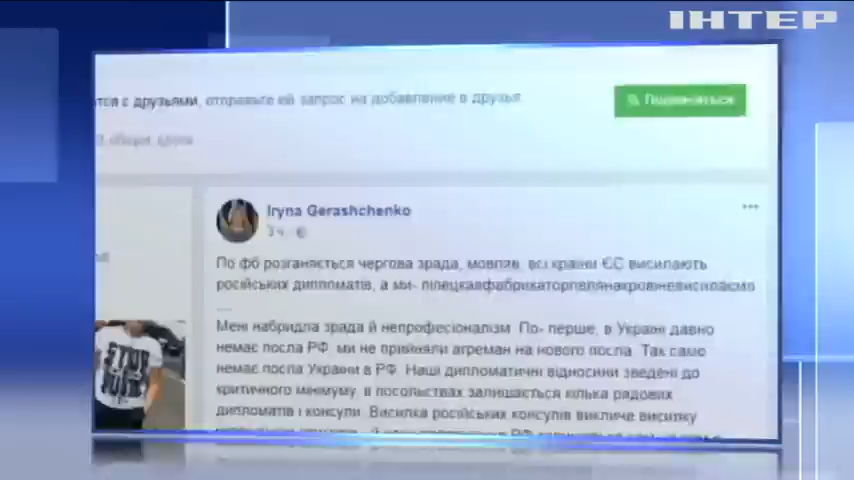 ІНТЕР
тся с друзьями, отправьте ей запрос на добавление в друзья
Подписаться
Iryna Gerashchenko
3 ч
По фб розганяється чергова зрада, мовляв, всі країни ЄС висилають
російських дипломатів, а ми-
....
Мені набридла зрада й непрофесіоналізм. По- перше, в Україні давно
немає посла РФ, ми не прийняли агреман на нового посла. Так само
немає посла України в РФ. Наші дипломатичні відносини зведені до
критичного мінімуму, в посольствах залишається кілька рядових
дипломатів і консули. Висилка російських консулів викличе висилку